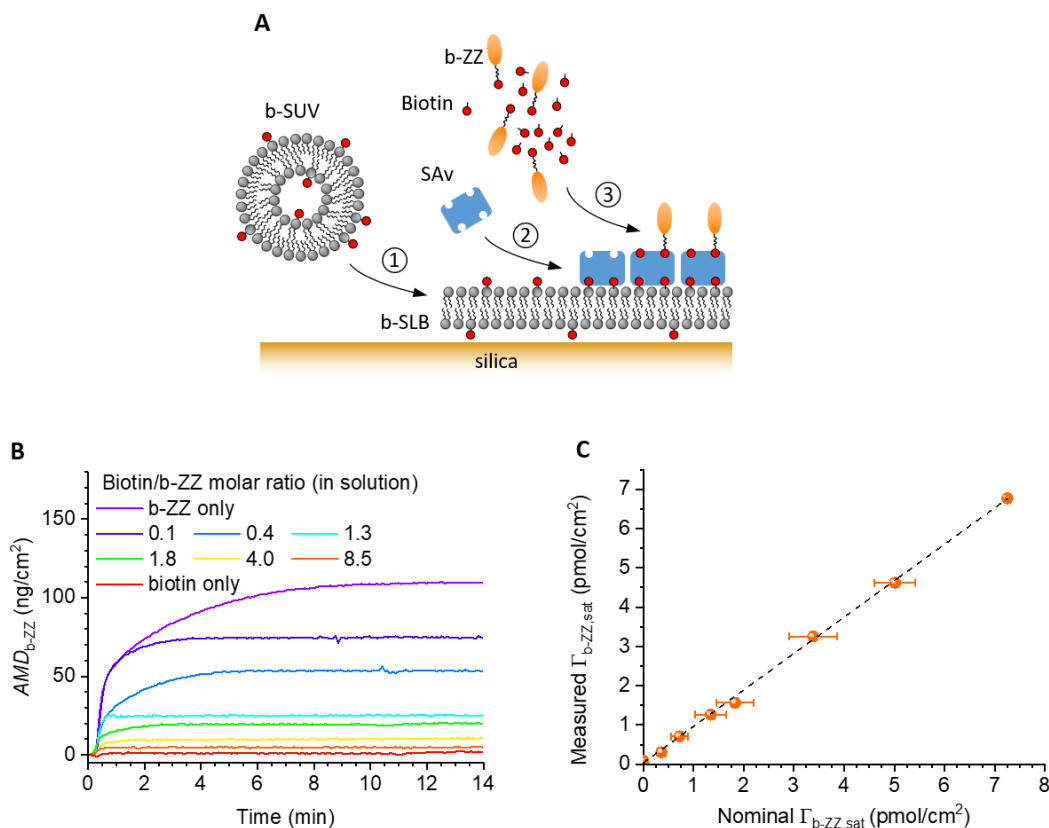 A
b-ZZ
Biotin
b-SUV
SAv
③
②
①
b-SLB
silica
B
Biotin/b-ZZ molar ratio (in solution)
b-ZZ only
0.1 0.4 1.3
1.8 4.0 8.5
biotin only
150
100
50
0
AMD_b-ZZ (ng/cm²)
0 2 4 6 8 10 12 14
Time (min)
C
7
6
5
4
3
2
1
0
Measured Γ_b-ZZ,sat (pmol/cm²)
0 1 2 3 4 5 6 7 8
Nominal Γ_b-ZZ,sat (pmol/cm²)